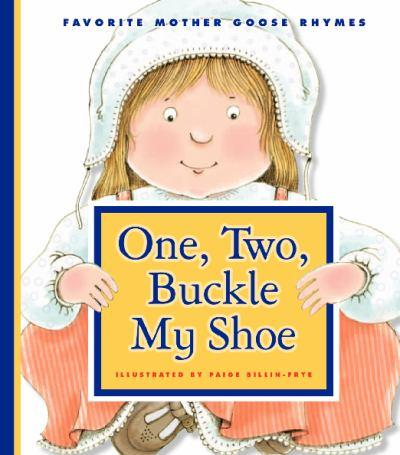 FAVORITE MOTHER GOOSE RHYMES
One, Two,
Buckle
My Shoe
ILLUSTRATED BY PAIGE BILLIN-FRYE